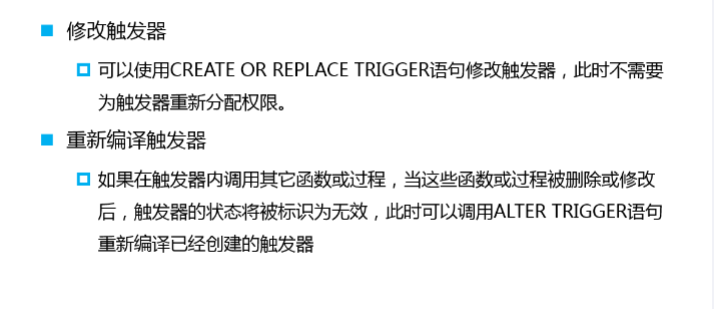 修改触发器
可以使用CREATE OR REPLACE TRIGGER语句修改触发器，此时不需要
为触发器重新分配权限。
重新编译触发器
如果在触发器内调用其它函数或过程，当这些函数或过程被删除或修改
后，触发器的状态将被标识为无效，此时可以调用ALTER TRIGGER语句
重新编译已经创建的触发器